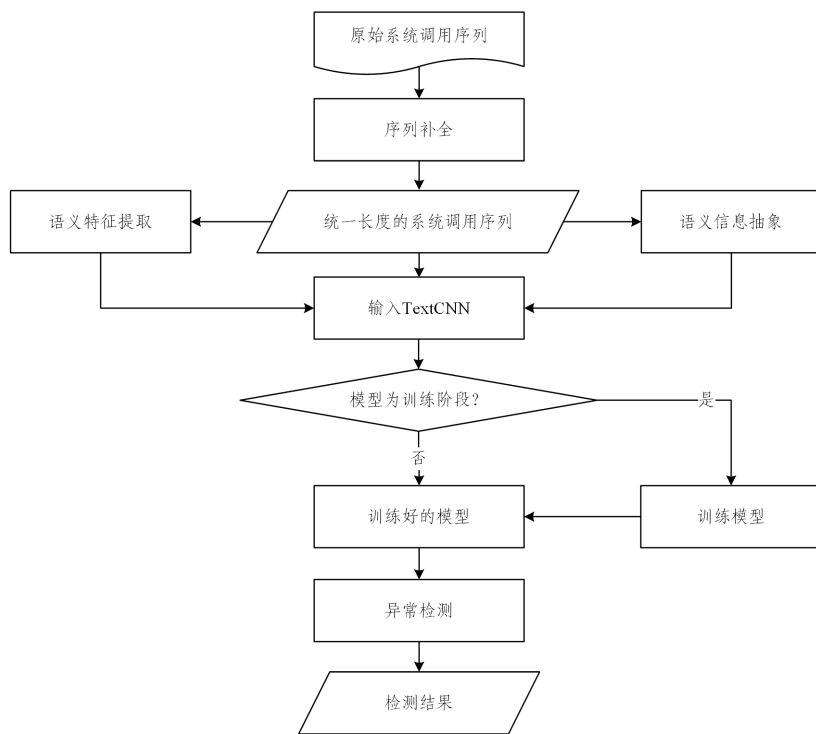 原始系统调用序列
序列补全
语义特征提取
统一长度的系统调用序列
语义信息抽象
输入TextCNN
模型为训练阶段?
是
否
训练好的模型
训练模型
异常检测
检测结果